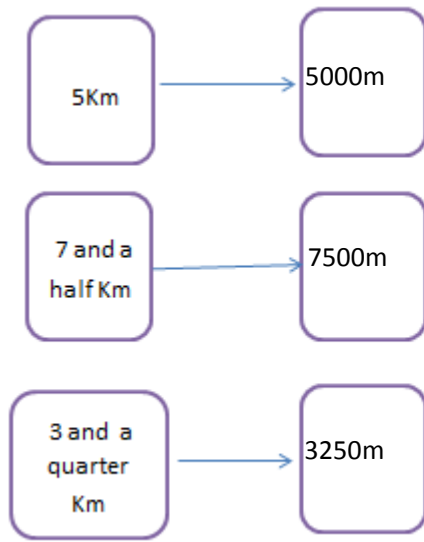 5Km
5000m
7 and a
half Km
7500m
3 and a
quarter
Km
3250m